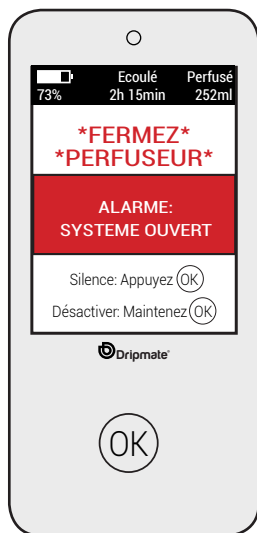 Ecoulé Perfusé
73% 2h 15min 252ml
*FERMEZ*
*PERFUSEUR*
ALARME:
SYSTEME OUVERT
Silence: Appuyez OK
Désactiver: Maintenez OK
Dripmate®
OK